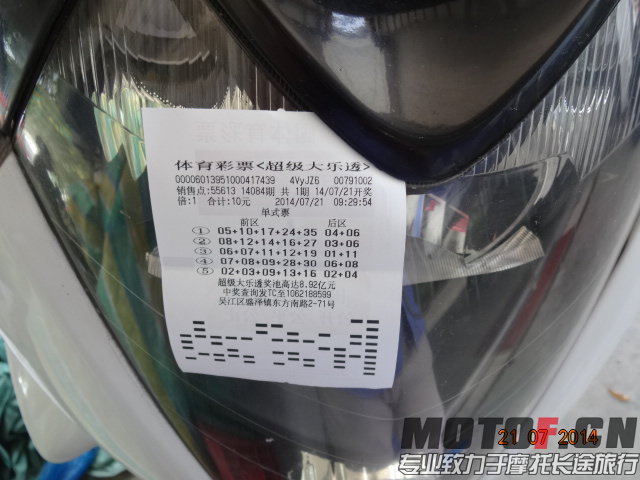 体育彩票<超级大乐透>
00006013951000417439 4VyJZ6 00791002
销售点:55613 14084期 共 1期 14/07/21开奖
倍:1 合计:10元 2014/07/21 09:29:54
单式票
前区 后区
① 05+10+17+24+35 04+06
② 08+12+14+16+27 03+06
③ 06+07+11+12+19 01+11
④ 07+08+09+28+30 06+08
⑤ 02+03+09+13+16 02+04
超级大乐透奖池高达8.92亿元
中奖查询发TC至1062188599
吴江区盛泽镇东方南路2-71号
MOTOF.CN
21 07 2014
专业致力于摩托长途旅行